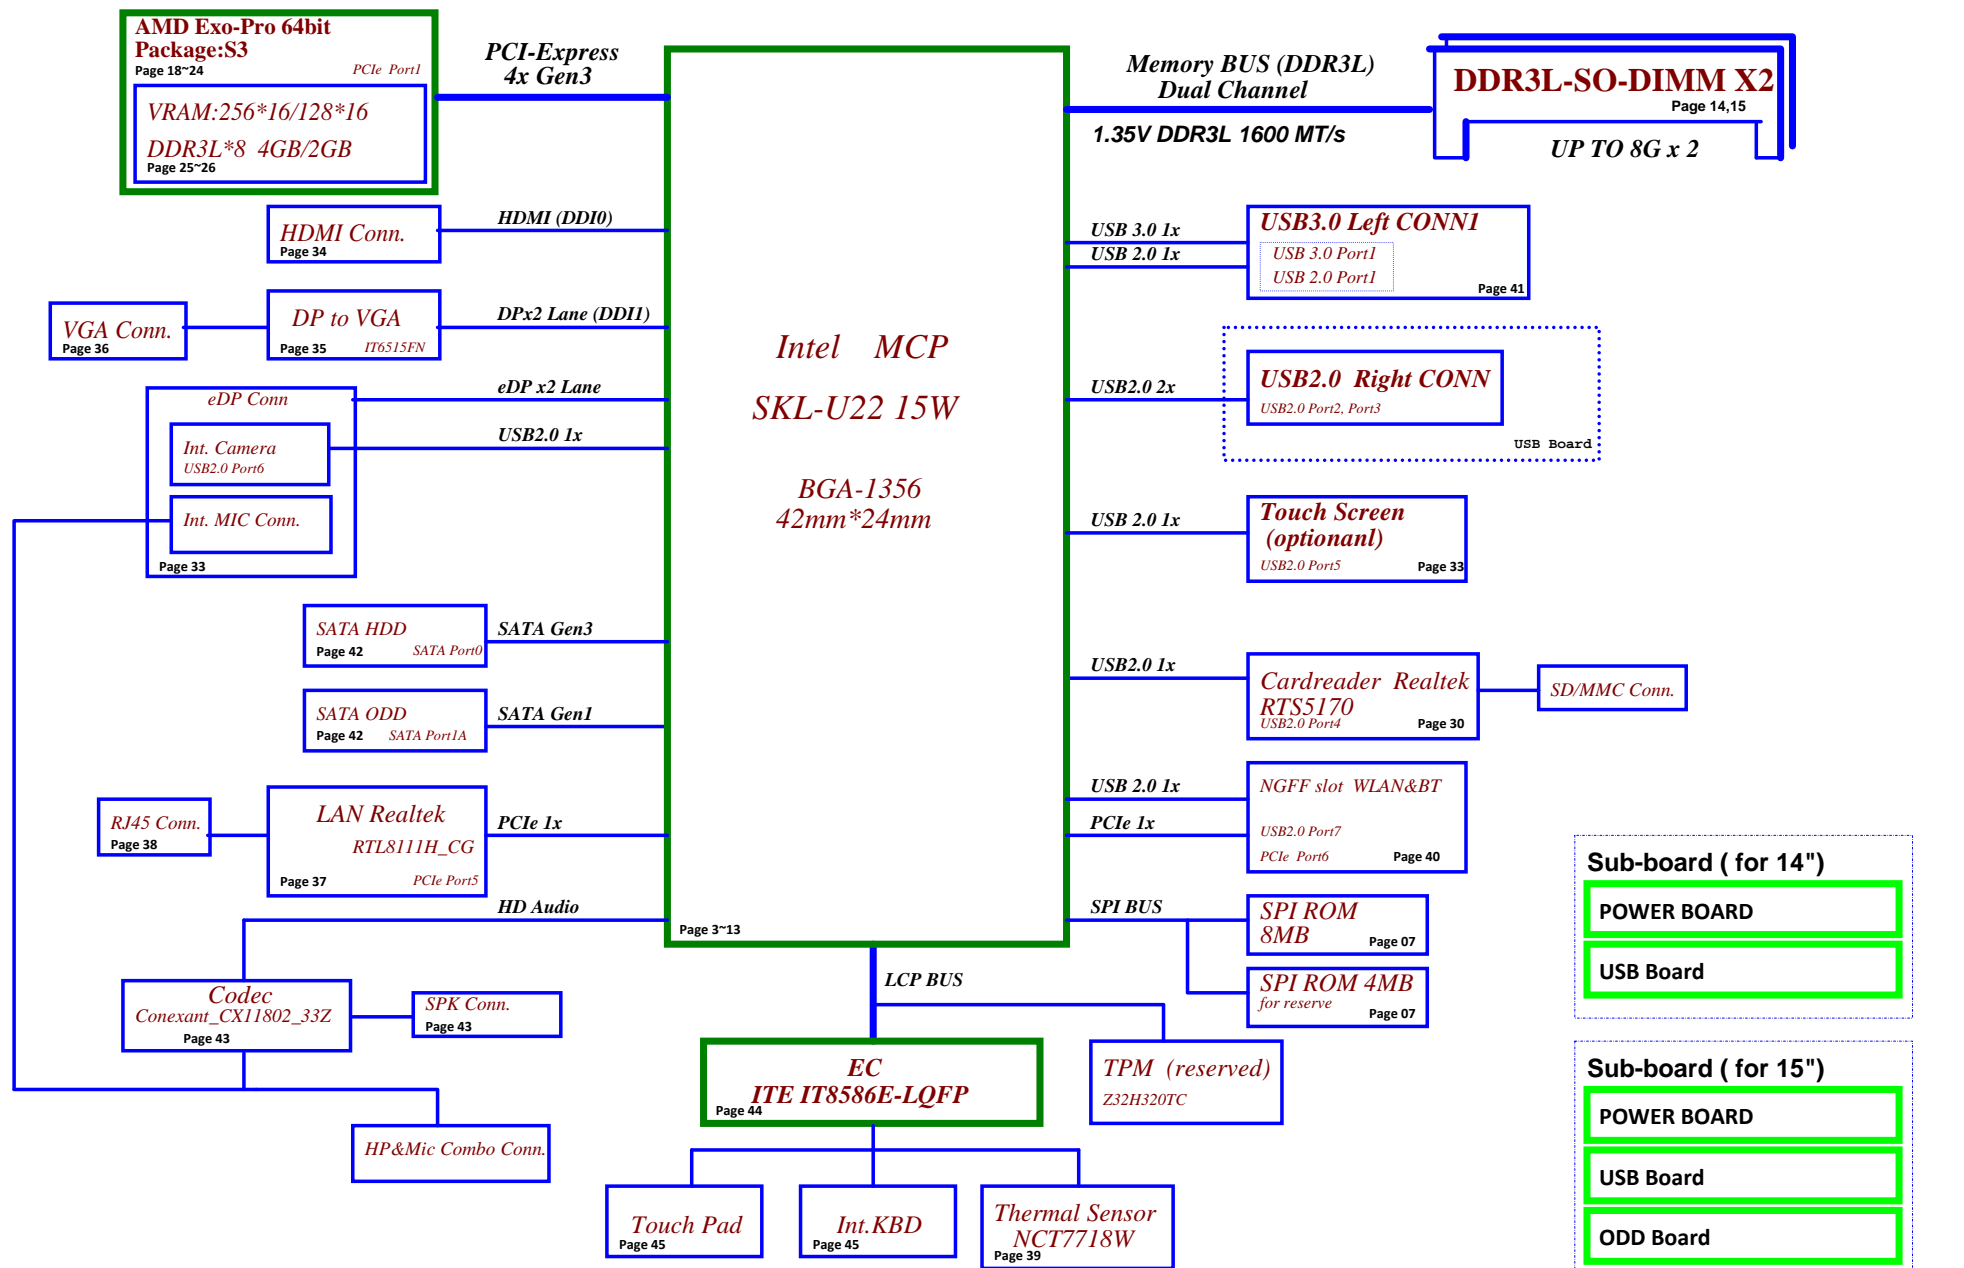 AMD Exo-Pro 64bit
Package:S3
Page 18~24
PCIe Port1
VRAM:256*16/128*16
DDR3L*8 4GB/2GB
Page 25~26
PCI-Express
4x Gen3
Memory BUS (DDR3L)
Dual Channel
1.35V DDR3L 1600 MT/s
DDR3L-SO-DIMM X2
Page 14,15
UP TO 8G x 2
HDMI Conn.
Page 34
HDMI (DDI0)
VGA Conn.
Page 36
DP to VGA
Page 35
IT6515FN
DPx2 Lane (DDI1)
eDP Conn
eDP x2 Lane
Int. Camera
USB2.0 Port6
USB2.0 1x
Int. MIC Conn.
Page 33
SATA HDD
Page 42
SATA Port0
SATA Gen3
SATA ODD
Page 42
SATA Port1A
SATA Gen1
RJ45 Conn.
Page 38
LAN Realtek
RTL8111H_CG
Page 37
PCIe Port5
PCIe 1x
HD Audio
Codec
Conexant_CX11802_33Z
Page 43
SPK Conn.
Page 43
HP&Mic Combo Conn.
Intel MCP
SKL-U22 15W
BGA-1356
42mm*24mm
Page 3~13
USB 3.0 1x
USB 2.0 1x
USB3.0 Left CONN1
USB 3.0 Port1
USB 2.0 Port1
Page 41
USB2.0 2x
USB2.0 Right CONN
USB2.0 Port2, Port3
USB Board
USB 2.0 1x
Touch Screen
(optionanl)
USB2.0 Port5
Page 33
USB2.0 1x
Cardreader Realtek
RTS5170
USB2.0 Port4
Page 30
SD/MMC Conn.
USB 2.0 1x
PCIe 1x
NGFF slot WLAN&BT
USB2.0 Port7
PCIe Port6
Page 40
SPI BUS
SPI ROM
8MB
Page 07
SPI ROM 4MB
for reserve
Page 07
LCP BUS
EC
ITE IT8586E-LQFP
Page 44
TPM (reserved)
Z32H320TC
Touch Pad
Page 45
Int.KBD
Page 45
Thermal Sensor
NCT7718W
Page 39
Sub-board ( for 14")
POWER BOARD
USB Board
Sub-board ( for 15")
POWER BOARD
USB Board
ODD Board